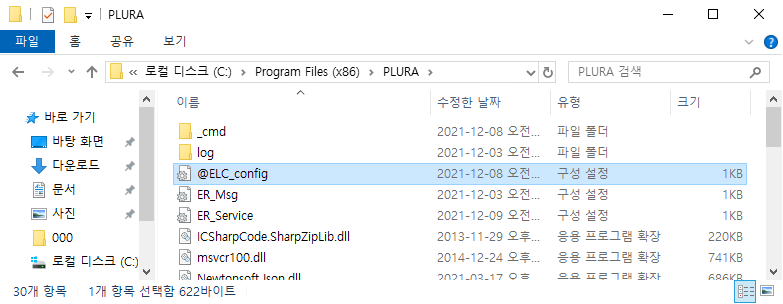 PLURA
파일 홈 공유 보기
« 로컬 디스크 (C:) › Program Files (x86) › PLURA › PLURA 검색
이름 수정한 날짜 유형 크기
바로 가기
바탕 화면
다운로드
문서
사진
000
로컬 디스크 (C:)
_cmd 2021-12-08 오전... 파일 폴더
log 2021-12-03 오전... 파일 폴더
@ELC_config 2021-12-08 오전... 구성 설정 1KB
ER_Msg 2021-12-03 오전... 구성 설정 1KB
ER_Service 2021-12-09 오전... 구성 설정 1KB
ICSharpCode.SharpZipLib.dll 2013-11-29 오후... 응용 프로그램 확장 220KB
msvcr100.dll 2014-12-24 오후... 응용 프로그램 확장 741KB
Newtonsoft.Json.dll 2021-03-17 오후... 응용 프로그램 확장 686KB
30개 항목 1개 항목 선택함 622바이트